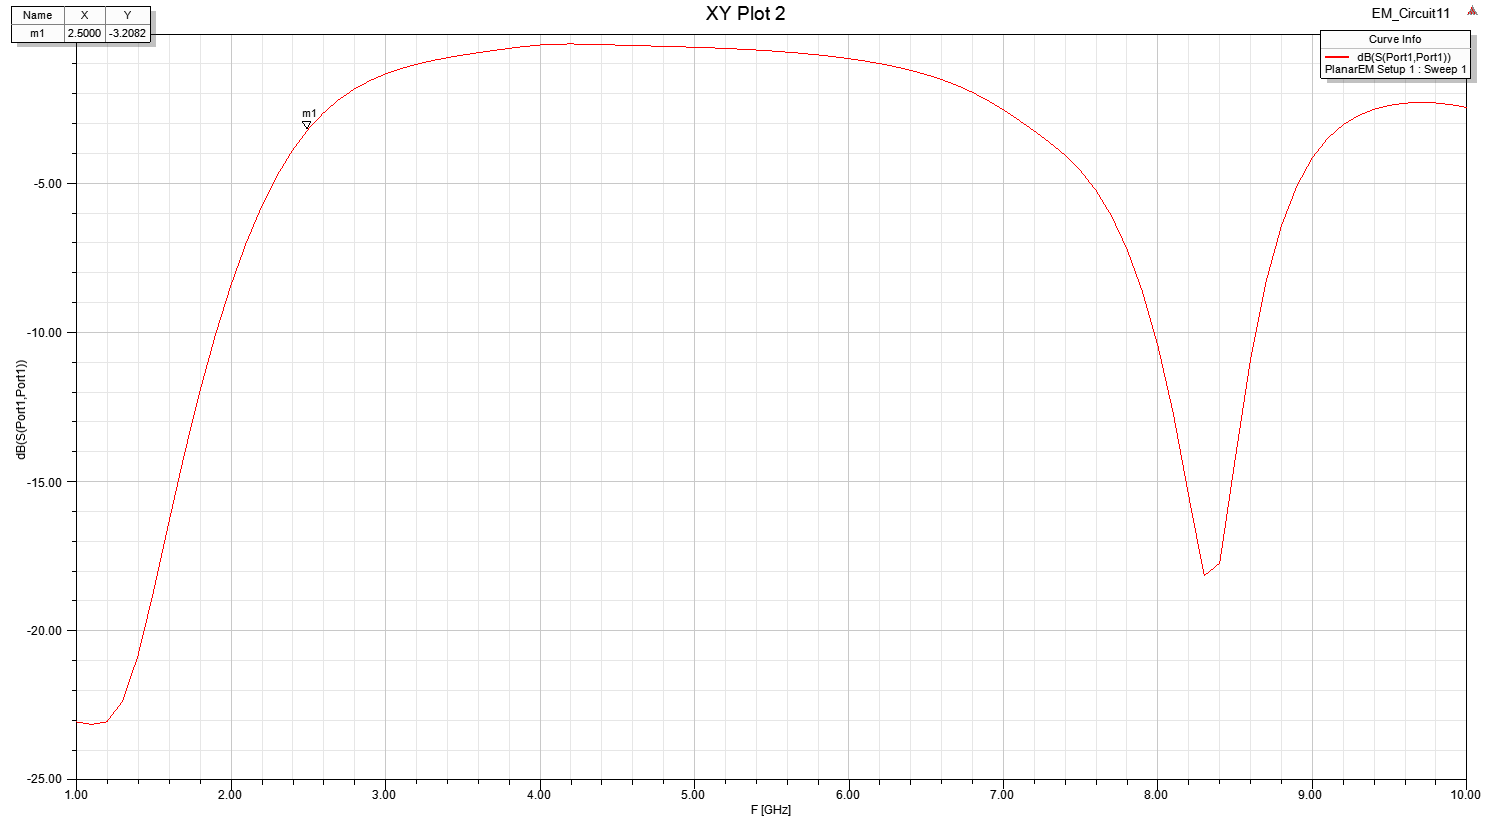 XY Plot 2
EM_Circuit11
Name X Y
m1 2.5000 -3.2082
Curve Info
dB(S(Port1,Port1))
PlanarEM Setup 1 : Sweep 1
m1
-5.00
-10.00
-15.00
-20.00
-25.00
dB(S(Port1,Port1))
1.00 2.00 3.00 4.00 5.00 6.00 7.00 8.00 9.00 10.00
F [GHz]